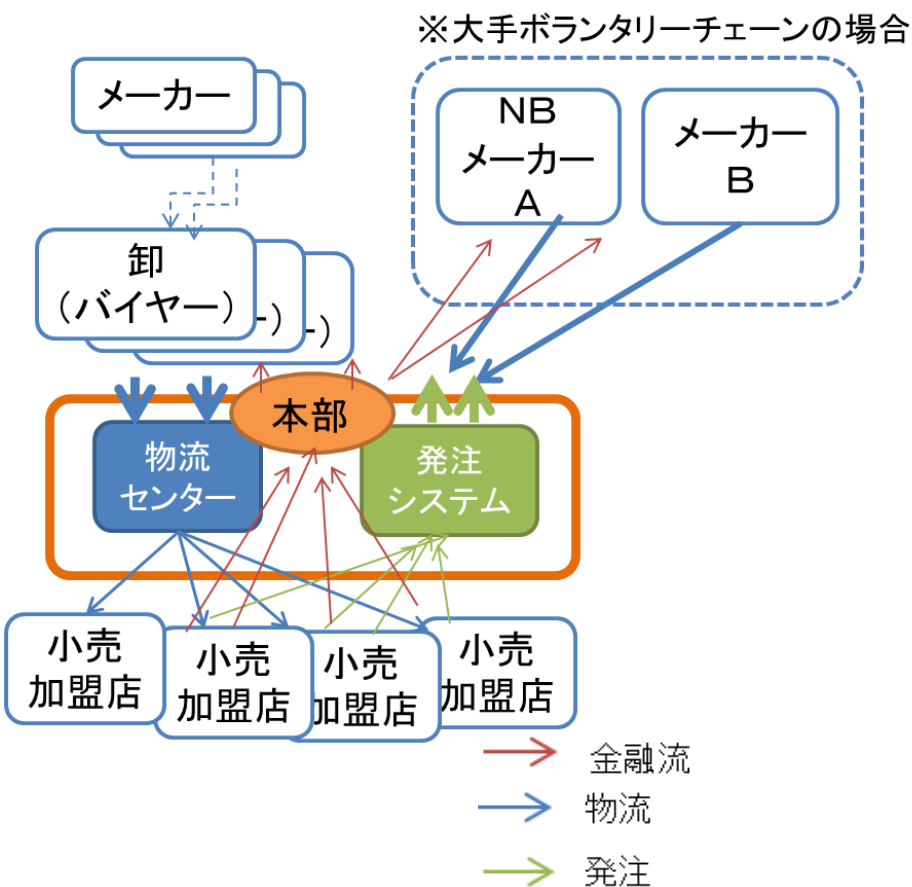 ※大手ボランタリーチェーンの場合
メーカー
NB
メーカー
A
メーカー
B
卸
（バイヤー）
ー）
ー）
本部
物流
センター
発注
システム
小売
加盟店
小売
加盟店
小売
加盟店
小売
加盟店
金融流
物流
発注